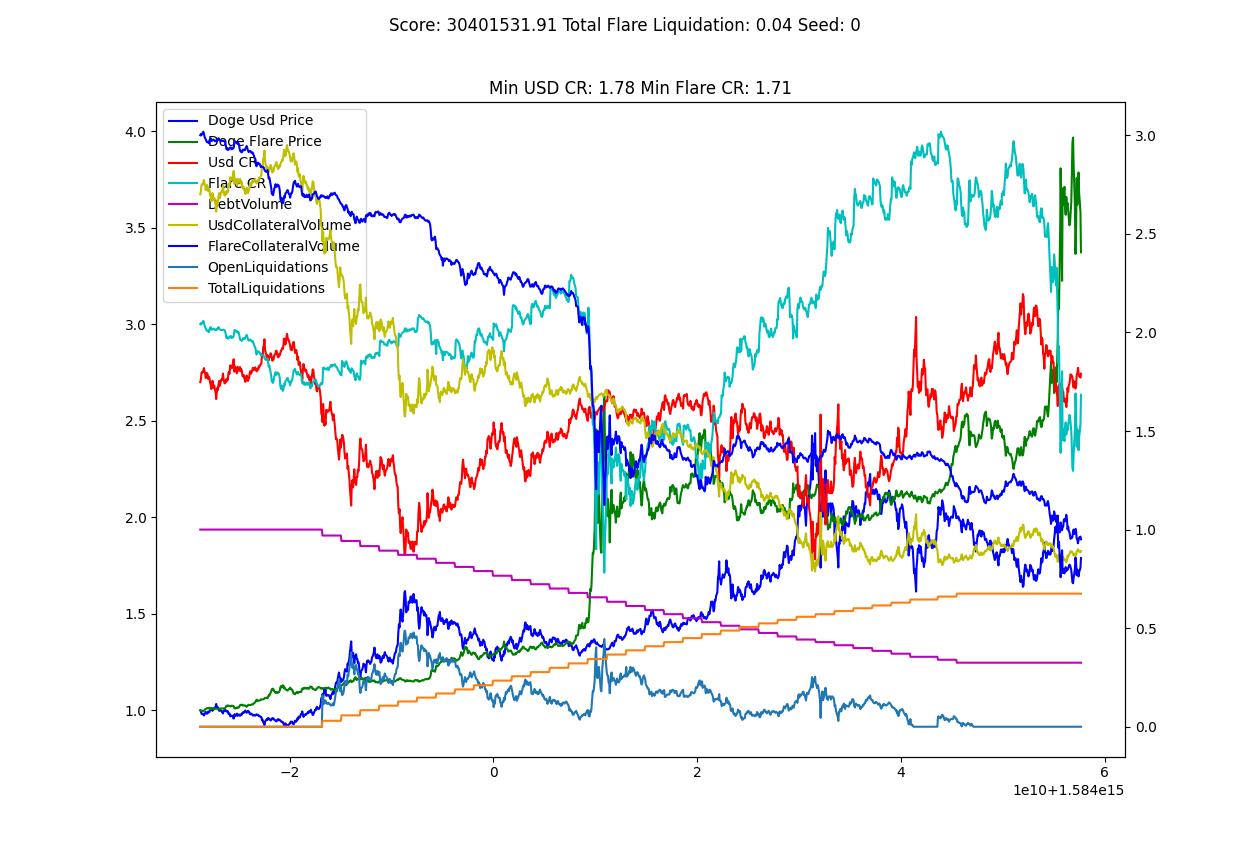 Score: 30401531.91 Total Flare Liquidation: 0.04 Seed: 0
Min USD CR: 1.78 Min Flare CR: 1.71
Doge Usd Price
Doge Flare Price
Usd CR
Flare CR
DebtVolume
UsdCollateralVolume
FlareCollateralVolume
OpenLiquidations
TotalLiquidations
4.0
3.5
3.0
2.5
2.0
1.5
1.0
3.0
2.5
2.0
1.5
1.0
0.5
0.0
−2 0 2 4 6
1e10+1.584e15